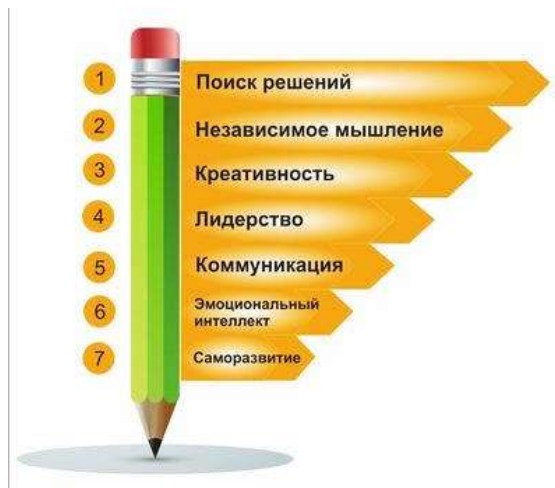 1 Поиск решений
2 Независимое мышление
3 Креативность
4 Лидерство
5 Коммуникация
6 Эмоциональный
интеллект
7 Саморазвитие